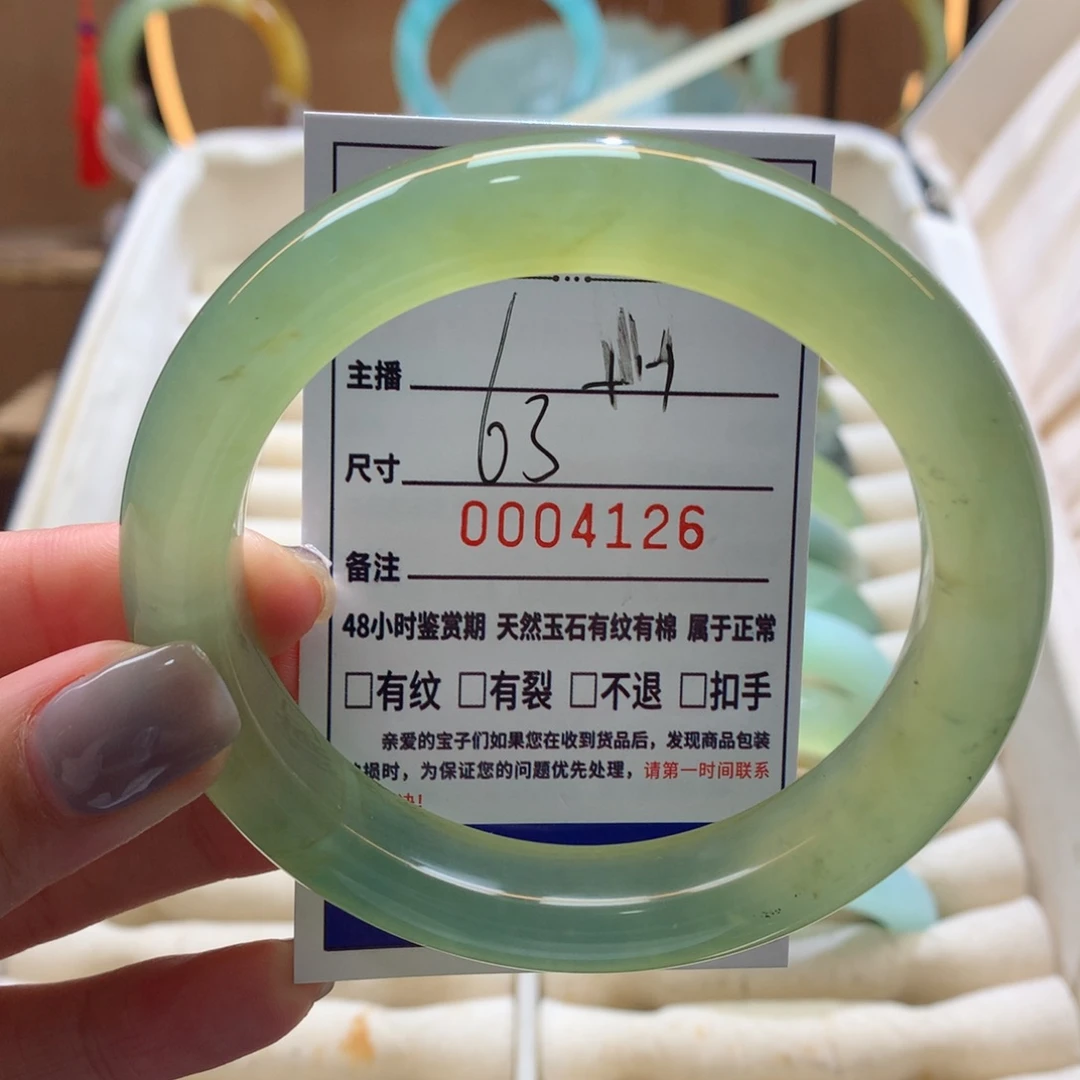 主播
尺寸 63
0004126
备注
48小时鉴赏期 天然玉石有纹有棉 属于正常
□有纹 □有裂 □不退 □扣手
亲爱的宝子们如果您在收到货品后，发现商品包装
损时，为保证您的问题优先处理，请第一时间联系
！